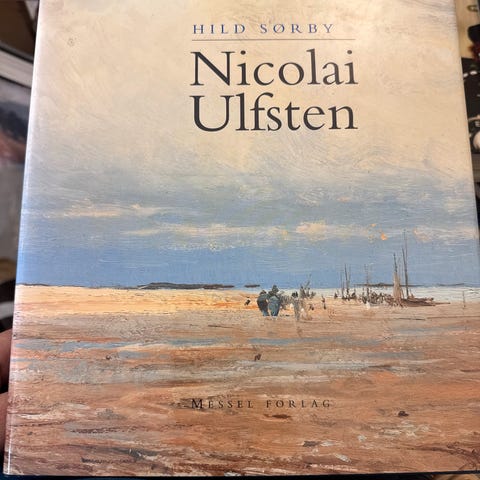 HILD SØRBY
Nicolai
Ulfsten
MESSEL FORLAG